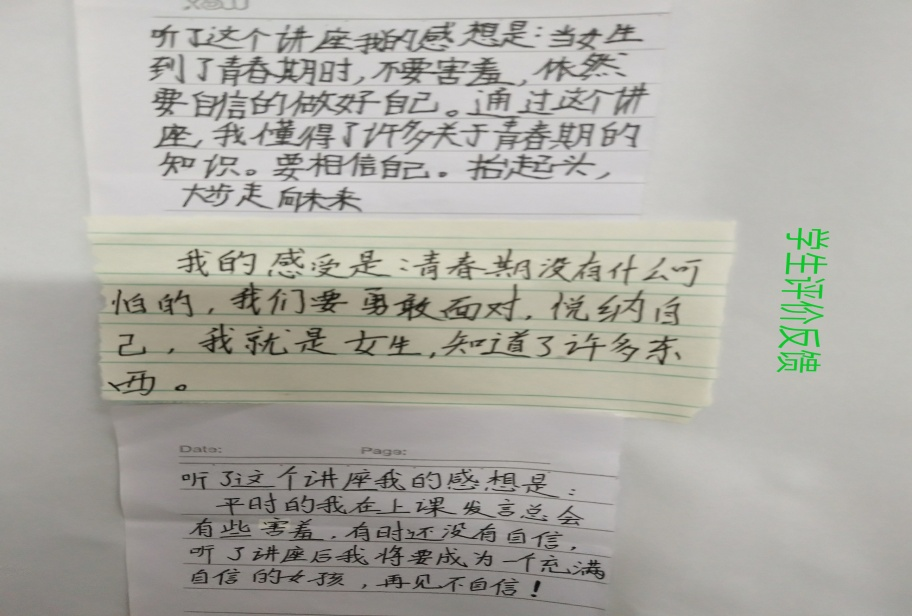 听了这个讲座我的感想是：当女生
到了青春期时，不要害羞，依然
要自信的做好自己。通过这个讲
座，我懂得了许多关于青春期的
知识。要相信自己。抬起头，
大步走向未来
我的感受是：青春期没有什么可
怕的，我们要勇敢面对，悦纳自
己，我就是女生，知道了许多东
西。
Date: Page:
听了这个讲座我的感想是：
平时的我在上课发言总会
有些害羞，有时还没有自信，
听了讲座后我将要成为一个充满
自信的女孩，再见不自信！
学生评价反馈